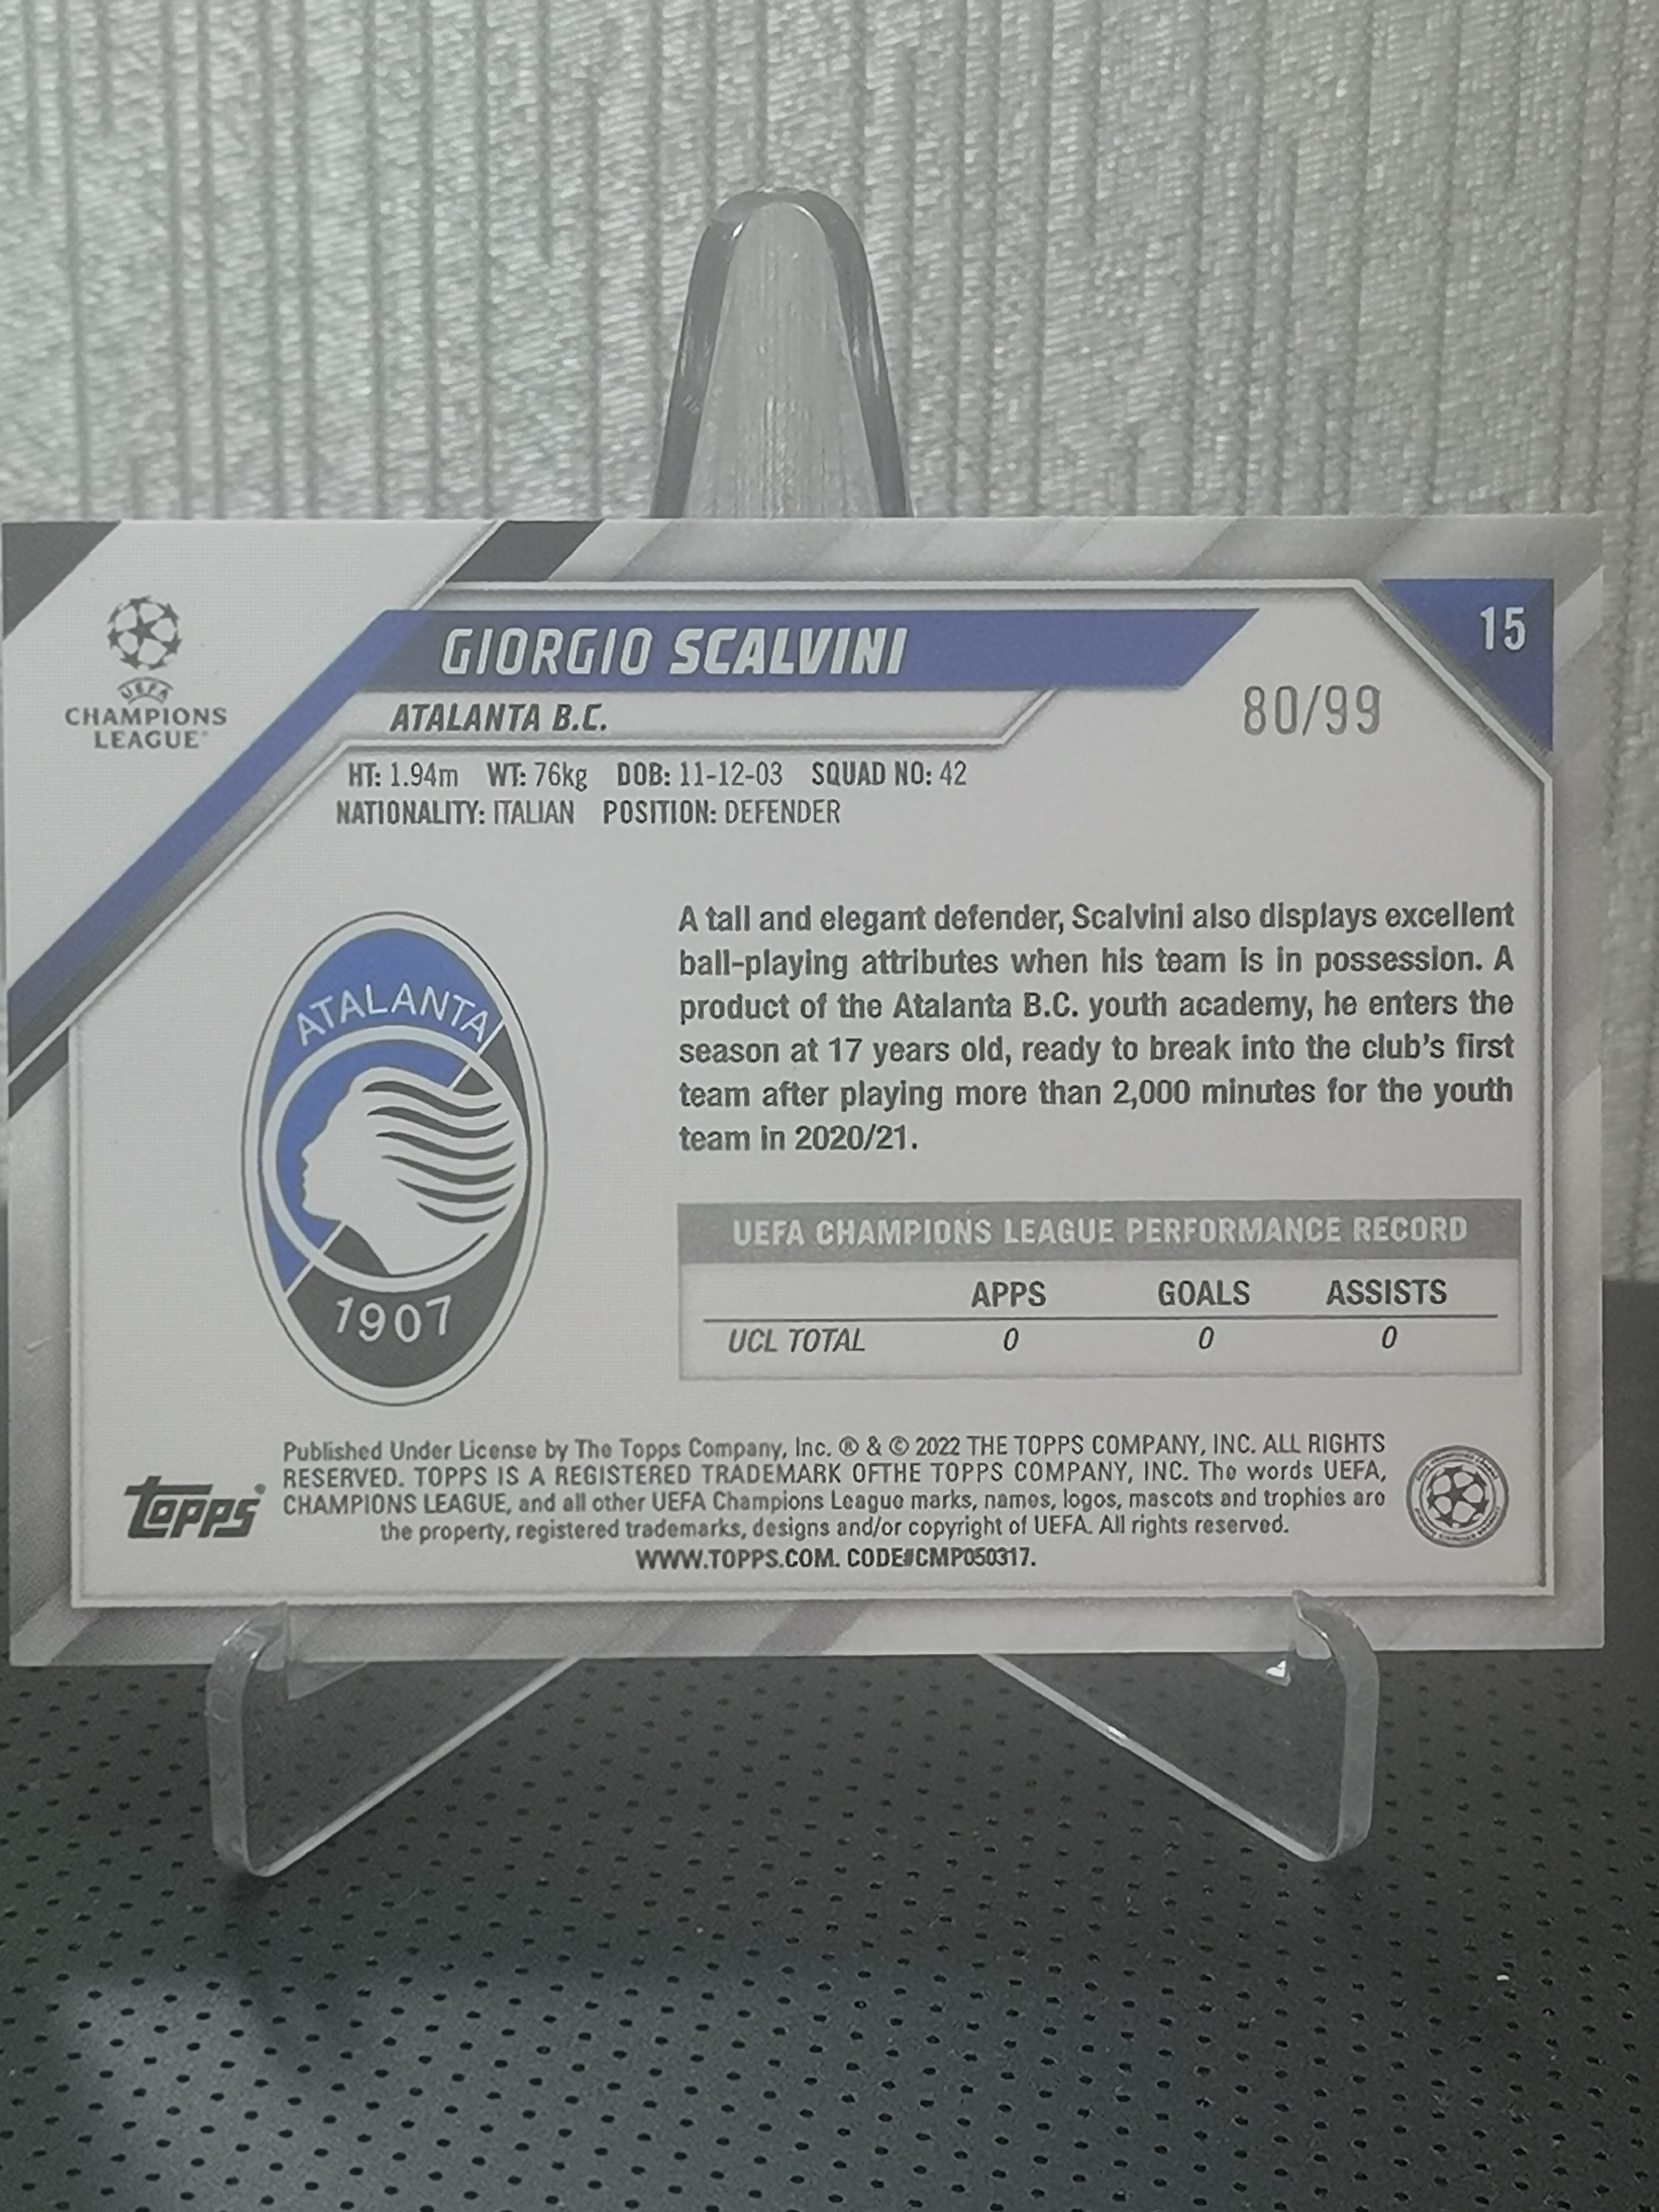 15
GIORGIO SCALVINI
80/99
UEFA
CHAMPIONS
LEAGUE
ATALANTA B.C.
HT: 1.94m WT: 76kg DOB: 11-12-03 SQUAD NO: 42
NATIONALITY: ITALIAN POSITION: DEFENDER
A tall and elegant defender, Scalvini also displays excellent
ball-playing attributes when his team is in possession. A
product of the Atalanta B.C. youth academy, he enters the
season at 17 years old, ready to break into the club's first
team after playing more than 2,000 minutes for the youth
team in 2020/21.
ATALANTA
1907
UEFA CHAMPIONS LEAGUE PERFORMANCE RECORD
APPS GOALS ASSISTS
UCL TOTAL 0 0 0
topps®
Published Under License by The Topps Company, Inc. ® & © 2022 THE TOPPS COMPANY, INC. ALL RIGHTS
RESERVED. TOPPS IS A REGISTERED TRADEMARK OFTHE TOPPS COMPANY, INC. The words UEFA,
CHAMPIONS LEAGUE, and all other UEFA Champions League marks, names, logos, mascots and trophies are
the property, registered trademarks, designs and/or copyright of UEFA. All rights reserved.
WWW.TOPPS.COM. CODE#CMP050317.